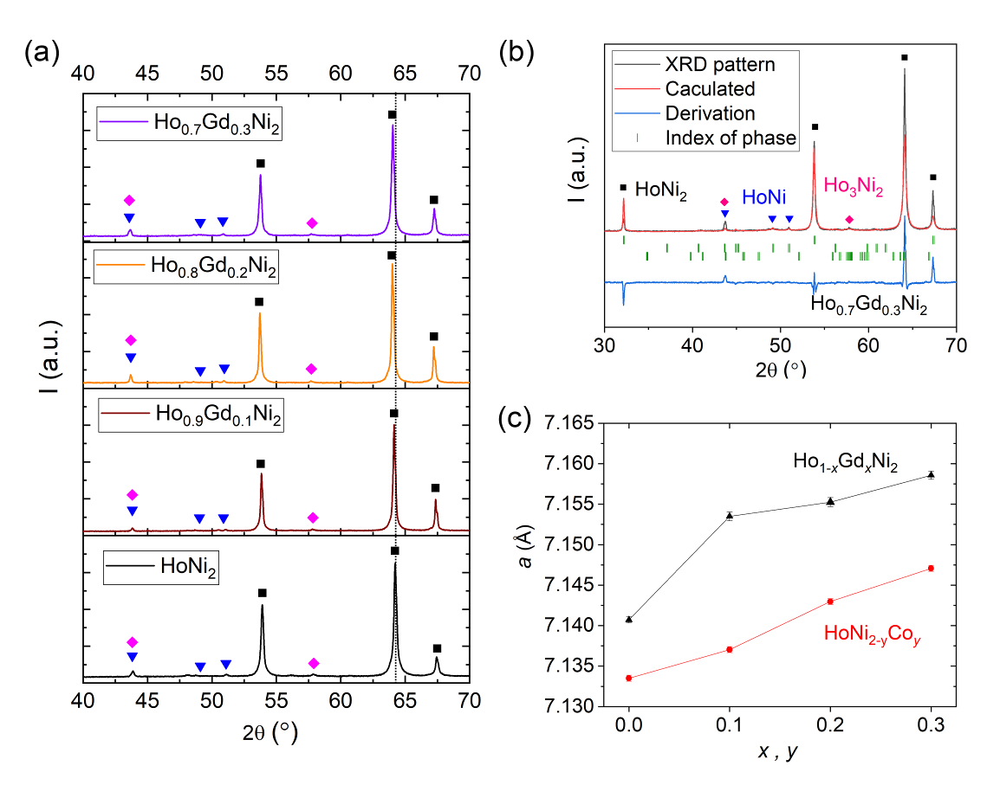 (a)
40 45 50 55 60 65 70
Ho0.7Gd0.3Ni2
Ho0.8Gd0.2Ni2
Ho0.9Gd0.1Ni2
HoNi2
I (a.u.)
40 45 50 55 60 65 70
2θ (°)
(b)
XRD pattern
Caculated
Derivation
Index of phase
I (a.u.)
HoNi2
HoNi
Ho3Ni2
Ho0.7Gd0.3Ni2
30 40 50 60 70
2θ (°)
(c)
7.165
7.160
7.155
7.150
7.145
7.140
7.135
7.130
a (Å)
Ho1-xGdxNi2
HoNi2-yCoy
0.0 0.1 0.2 0.3
x , y